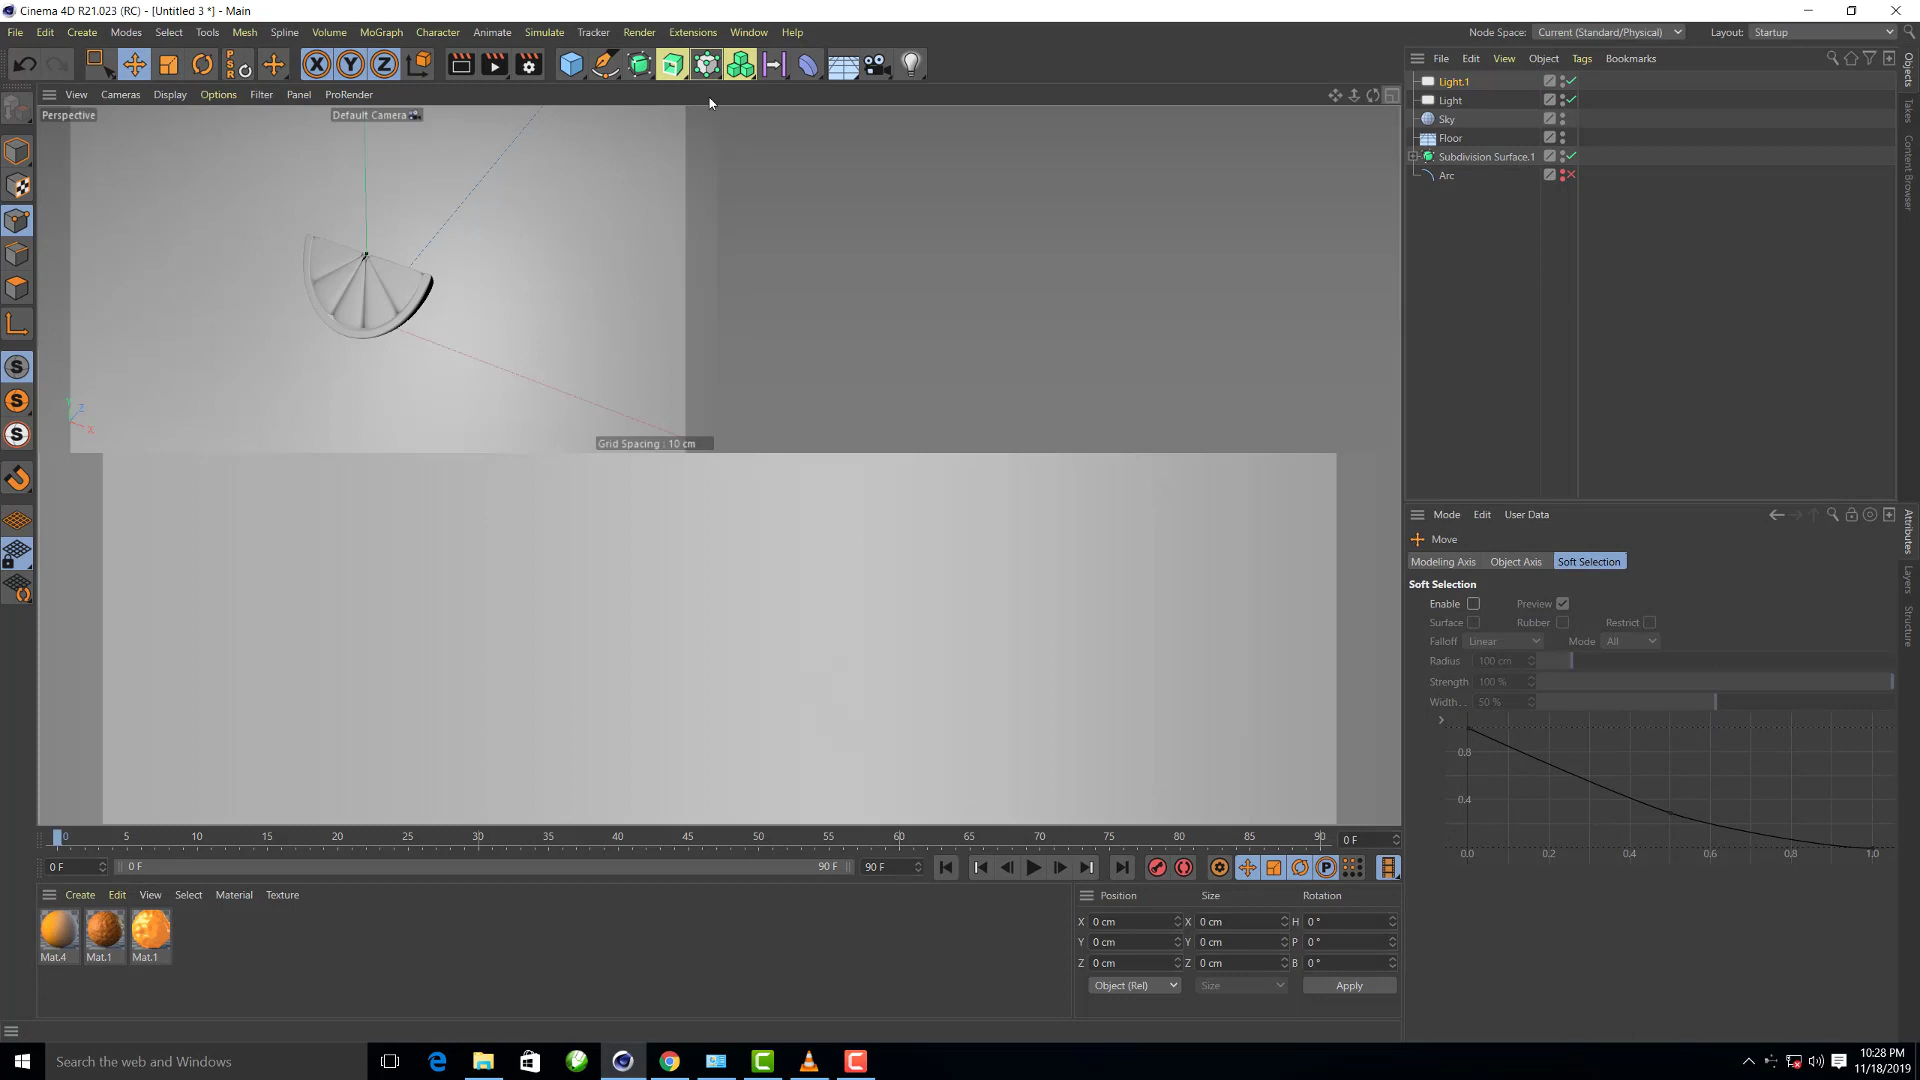 Cinema 4D R21.023 (RC) - [Untitled 3 *] - Main
File Edit Create Modes Select Tools Mesh Spline Volume MoGraph Character Animate Simulate Tracker Render Extensions Window Help
Node Space: Current (Standard/Physical) Layout: Startup
File Edit View Object Tags Bookmarks
View Cameras Display Options Filter Panel ProRender
Perspective
Default Camera
Light.1
Light
Sky
Floor
Subdivision Surface.1
Arc
Objects
Takes
Content Browser
Y
Z
X
Grid Spacing : 10 cm
Mode Edit User Data
Move
Modeling Axis Object Axis Soft Selection
Soft Selection
Enable Preview
Surface Rubber Restrict
Falloff Linear Mode All
Radius 100 cm
Strength 100 %
Width . . 50 %
0.8
0.4
0.0 0.2 0.4 0.6 0.8 1.0
Attributes
Layers
Structure
0 5 10 15 20 25 30 35 40 45 50 55 60 65 70 75 80 85 90 0 F
0 F 0 F 90 F 90 F
Create Edit View Select Material Texture
Mat.4 Mat.1 Mat.1
Position Size Rotation
X 0 cm X 0 cm H 0 °
Y 0 cm Y 0 cm P 0 °
Z 0 cm Z 0 cm B 0 °
Object (Rel) Size Apply
Search the web and Windows
10:28 PM
11/18/2019